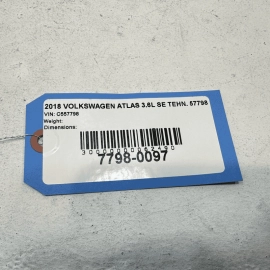 2018 VOLKSWAGEN ATLAS 3.6L SE TEHN. 57798
VIN: C557798
Weight:
Dimensions:
7798-0097